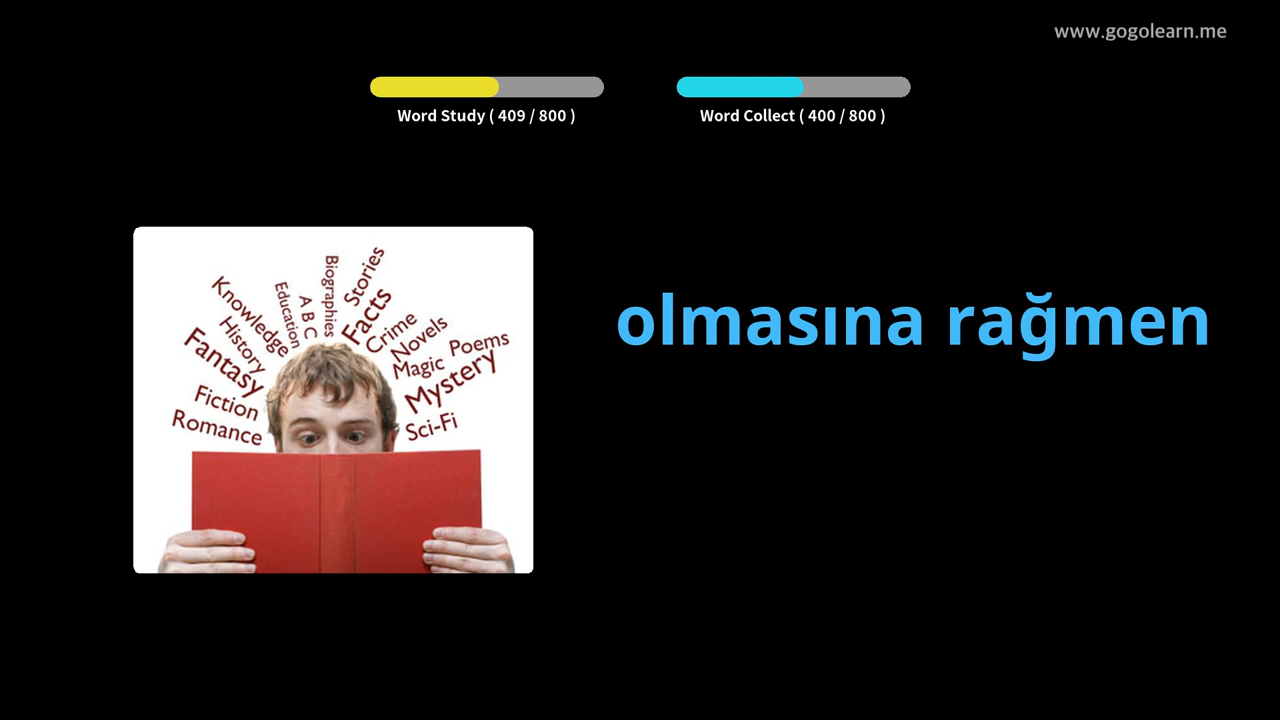 www.gogolearn.me
Word Study ( 409 / 800 )
Word Collect ( 400 / 800 )
olmasına rağmen
Knowledge
History
Fantasy
Fiction
Romance
Education
A B C
Biographies
Stories
Facts
Crime
Novels
Magic
Poems
Mystery
Sci-Fi